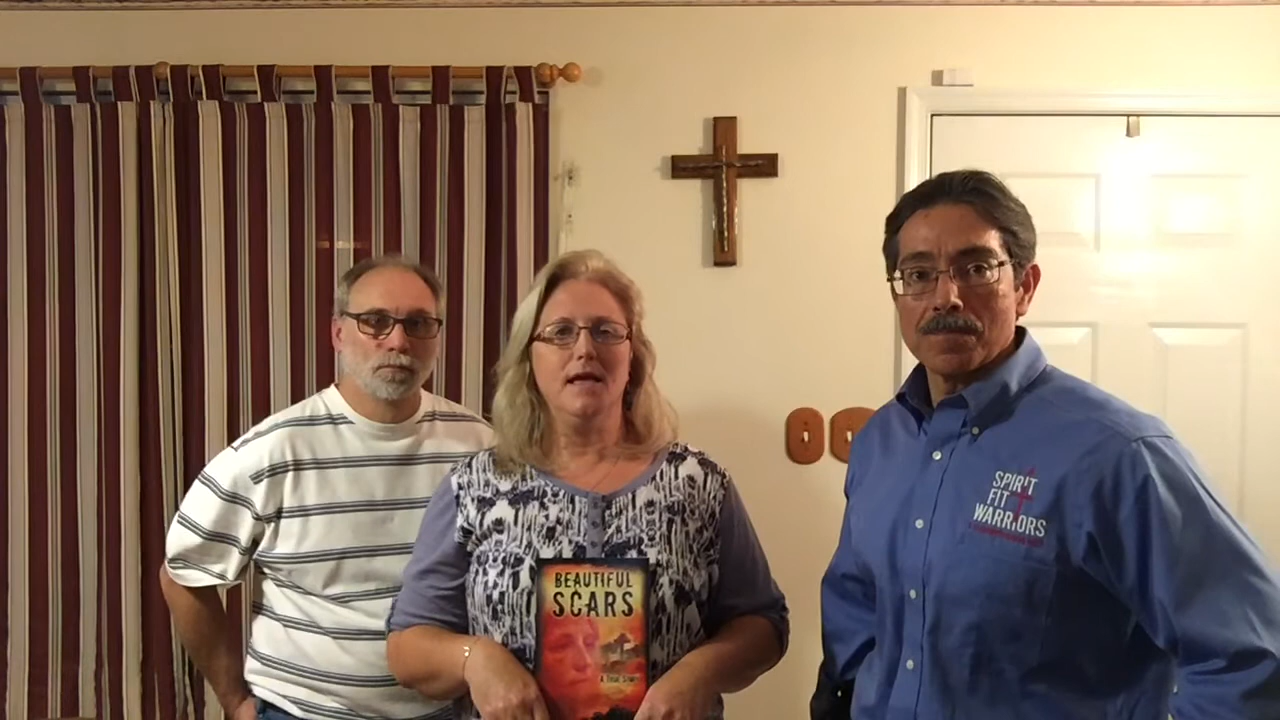 BEAUTIFUL
SCARS
A True Story
SPIRIT
FIT
WARRIORS